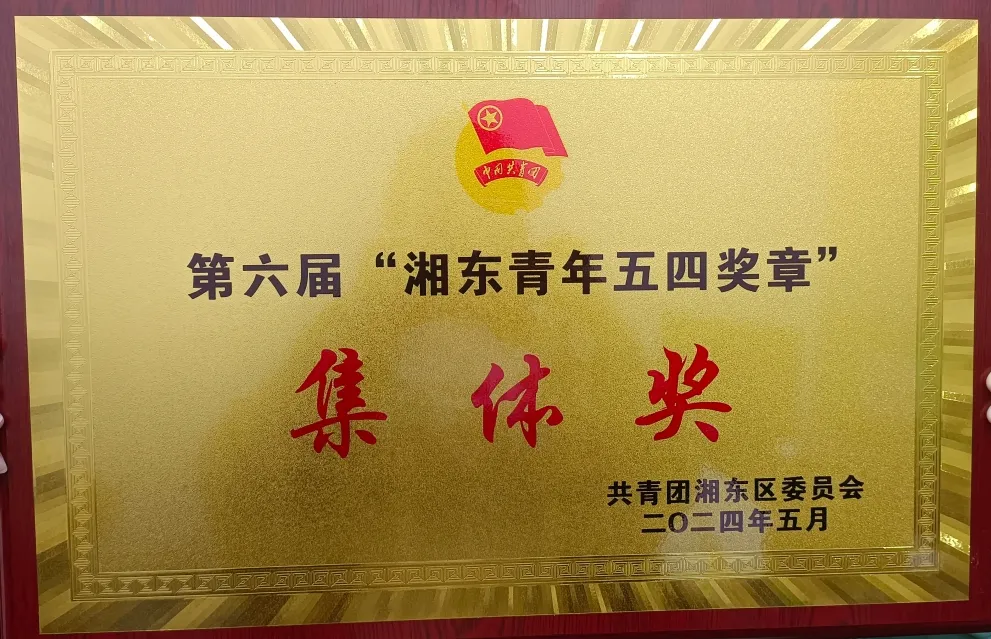 中国共青团
第六届“湘东青年五四奖章”
集体奖
共青团湘东区委员会
二〇二四年五月